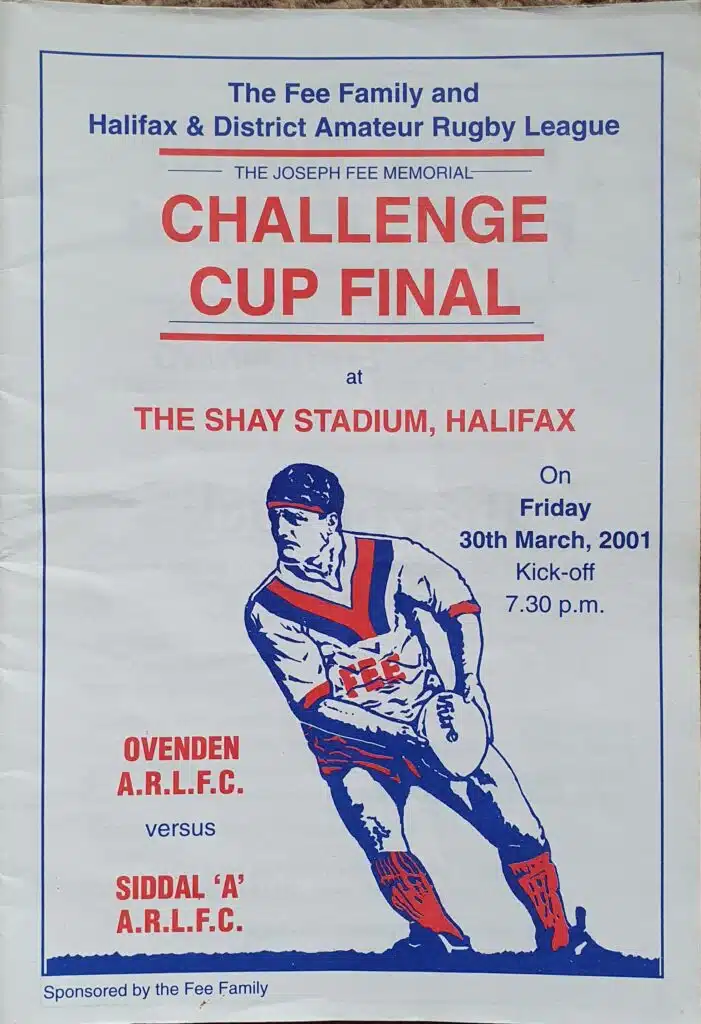 The Fee Family and
Halifax & District Amateur Rugby League
THE JOSEPH FEE MEMORIAL
CHALLENGE
CUP FINAL
at
THE SHAY STADIUM, HALIFAX
On
Friday
30th March, 2001
Kick-off
7.30 p.m.
FEE
Mitre
OVENDEN
A.R.L.F.C.
versus
SIDDAL ‘A’
A.R.L.F.C.
Sponsored by the Fee Family